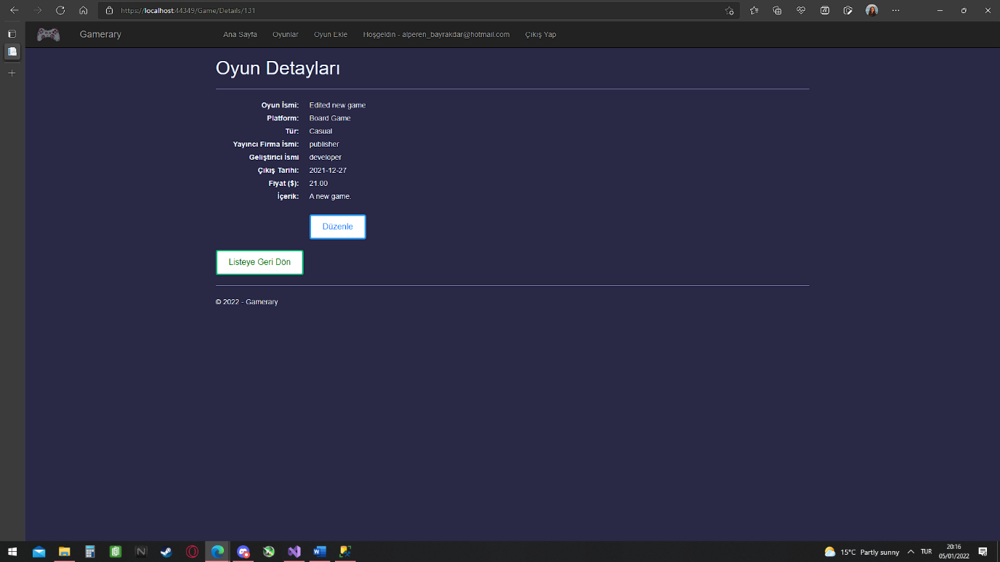 https://localhost:44349/Game/Details/131
Gamerary Ana Sayfa Oyunlar Oyun Ekle Hoşgeldin - alperen_bayrakdar@hotmail.com Çıkış Yap
Oyun Detayları
Oyun İsmi: Edited new game
Platform: Board Game
Tür: Casual
Yayıncı Firma İsmi: publisher
Geliştirici İsmi developer
Çıkış Tarihi: 2021-12-27
Fiyat ($): 21.00
İçerik: A new game.
Düzenle
Listeye Geri Dön
© 2022 - Gamerary
15°C Partly sunny TUR 20:16
05/01/2022